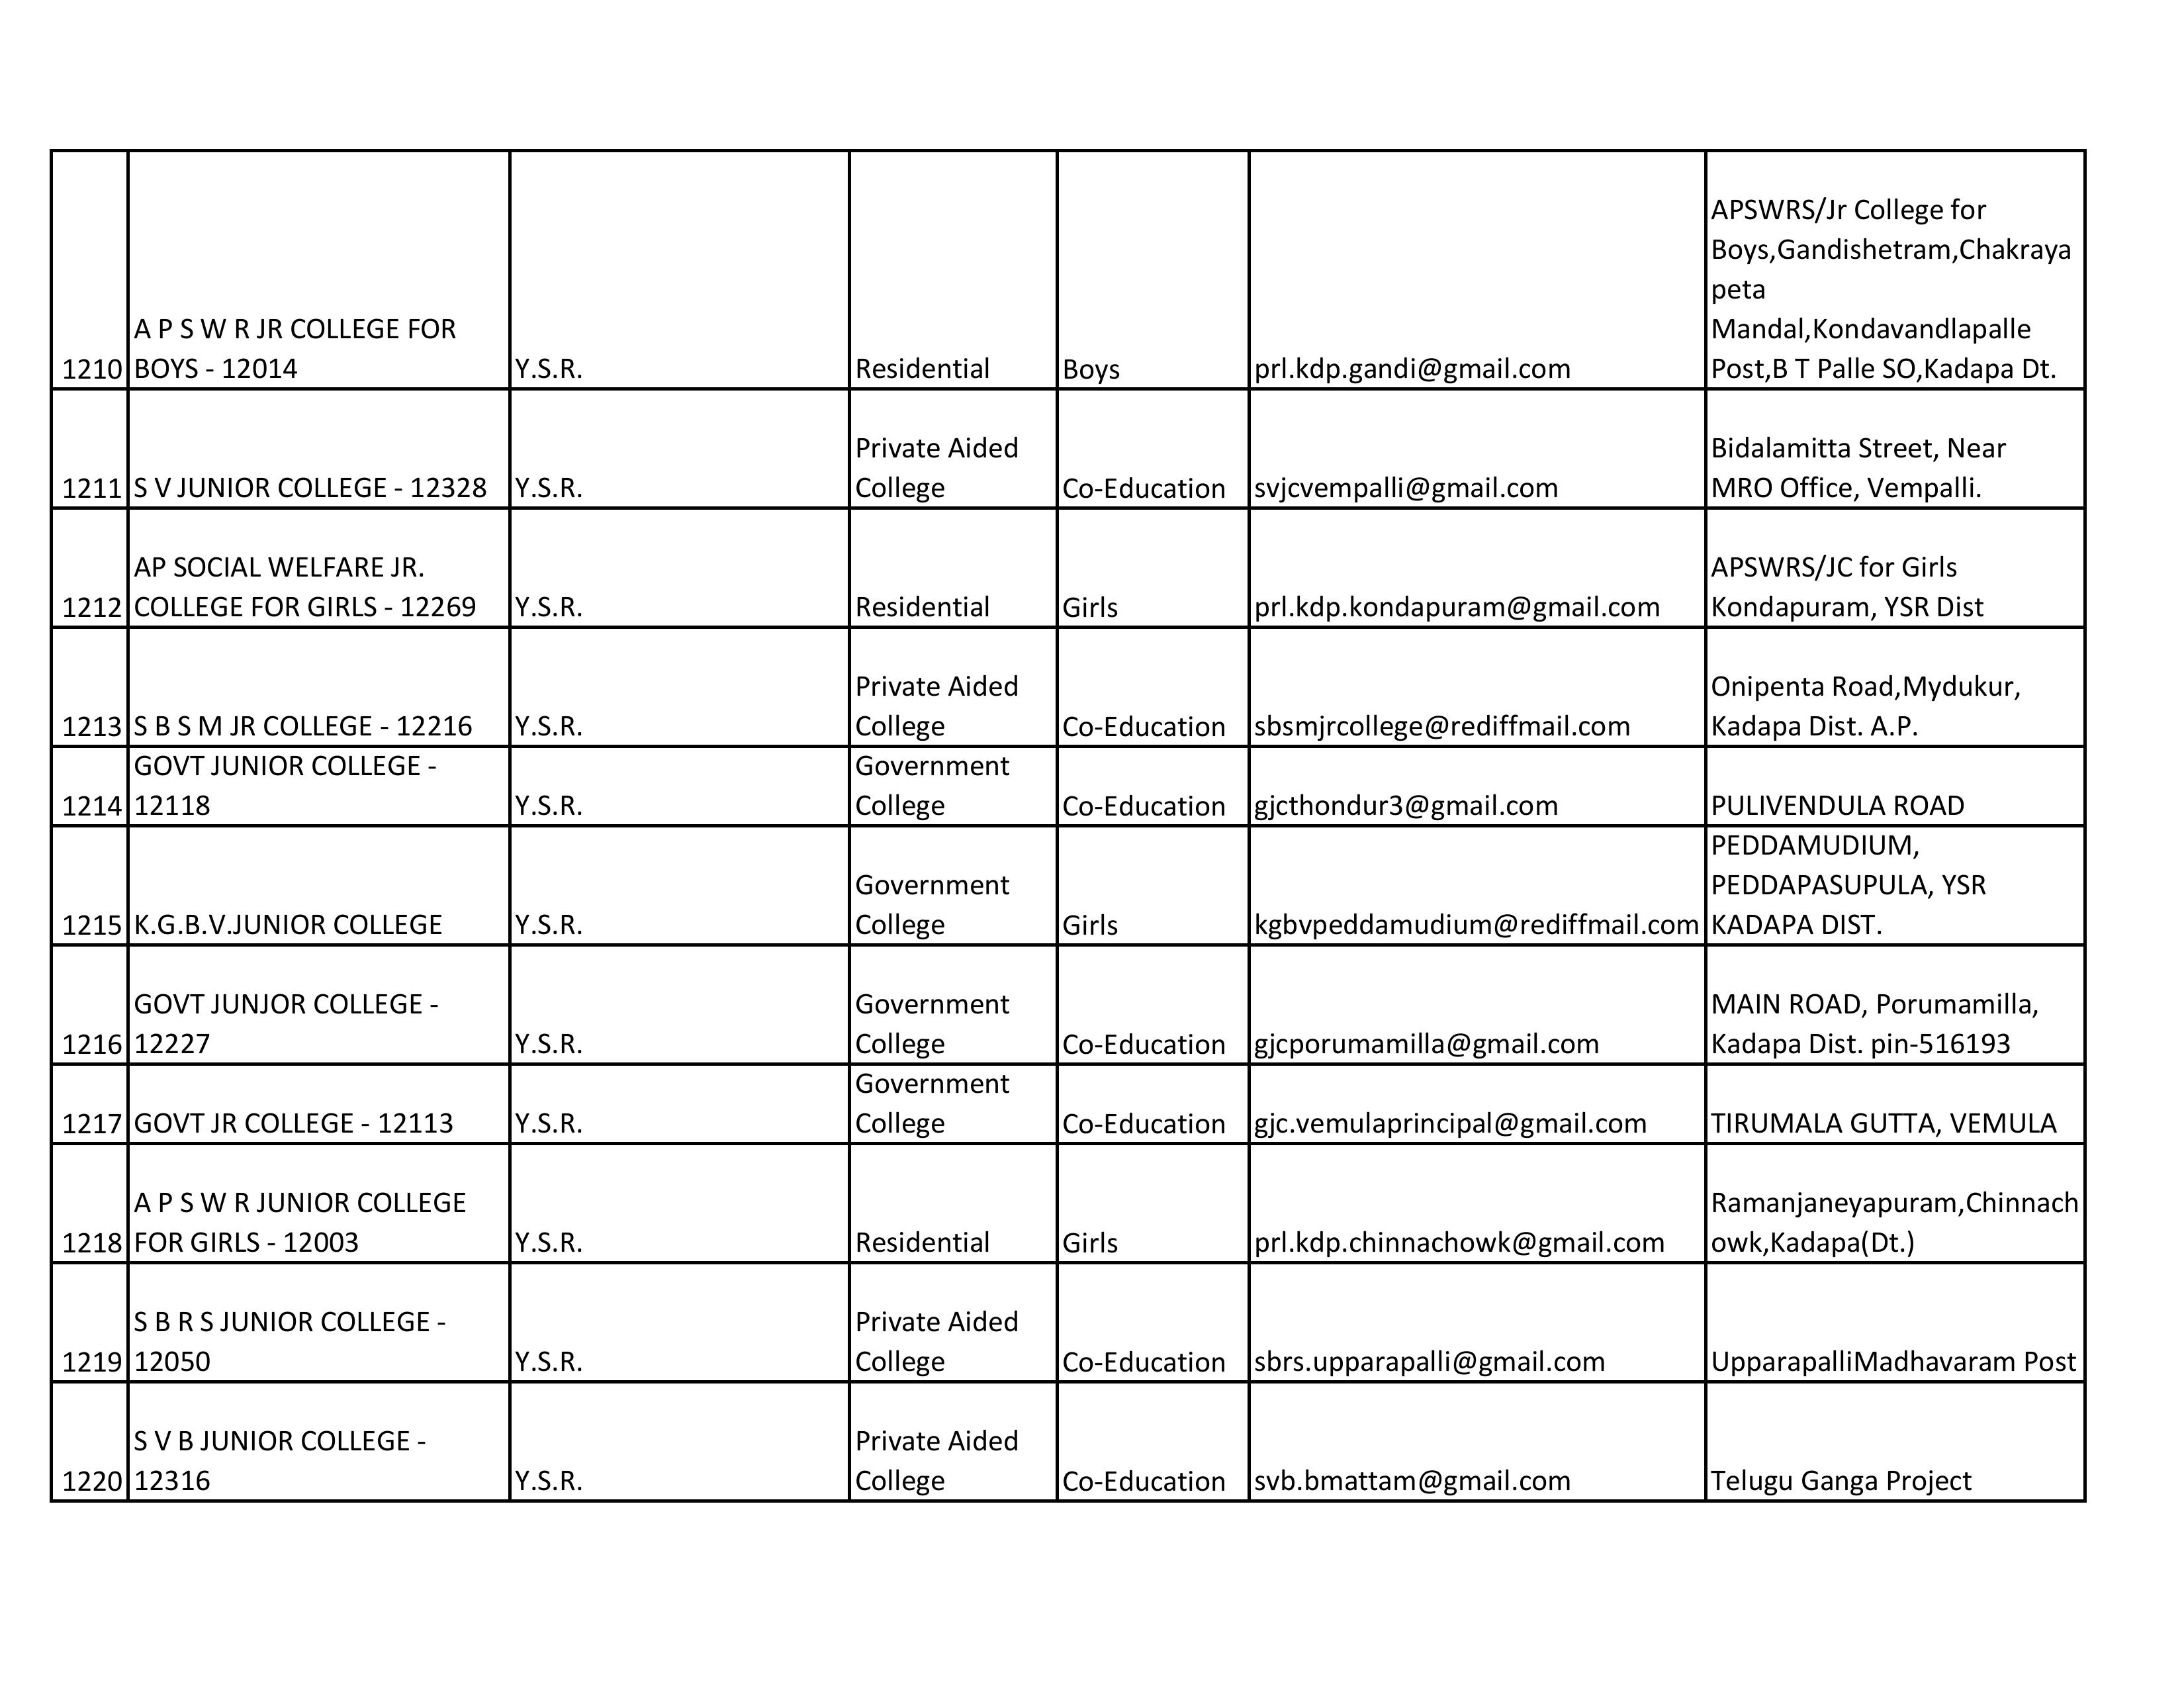 1210 A P S W R JR COLLEGE FOR
BOYS - 12014
Y.S.R.
Residential
Boys
prl.kdp.gandi@gmail.com
APSWRS/Jr College for
Boys,Gandishetram,Chakraya
peta
Mandal,Kondavandlapalle
Post,B T Palle SO,Kadapa Dt.
1211 S V JUNIOR COLLEGE - 12328
Y.S.R.
Private Aided
College
Co-Education
svjcvempalli@gmail.com
Bidalamitta Street, Near
MRO Office, Vempalli.
1212 AP SOCIAL WELFARE JR.
COLLEGE FOR GIRLS - 12269
Y.S.R.
Residential
Girls
prl.kdp.kondapuram@gmail.com
APSWRS/JC for Girls
Kondapuram, YSR Dist
1213 S B S M JR COLLEGE - 12216
Y.S.R.
Private Aided
College
Co-Education
sbsmjrcollege@rediffmail.com
Onipenta Road,Mydukur,
Kadapa Dist. A.P.
1214 GOVT JUNIOR COLLEGE -
12118
Y.S.R.
Government
College
Co-Education
gjcthondur3@gmail.com
PULIVENDULA ROAD
1215 K.G.B.V.JUNIOR COLLEGE
Y.S.R.
Government
College
Girls
kgbvpeddamudium@rediffmail.com
PEDDAMUDIUM,
PEDDAPASUPULA, YSR
KADAPA DIST.
1216 GOVT JUNJOR COLLEGE -
12227
Y.S.R.
Government
College
Co-Education
gjcporumamilla@gmail.com
MAIN ROAD, Porumamilla,
Kadapa Dist. pin-516193
1217 GOVT JR COLLEGE - 12113
Y.S.R.
Government
College
Co-Education
gjc.vemulaprincipal@gmail.com
TIRUMALA GUTTA, VEMULA
1218 A P S W R JUNIOR COLLEGE
FOR GIRLS - 12003
Y.S.R.
Residential
Girls
prl.kdp.chinnachowk@gmail.com
Ramanjaneyapuram,Chinnach
owk,Kadapa(Dt.)
1219 S B R S JUNIOR COLLEGE -
12050
Y.S.R.
Private Aided
College
Co-Education
sbrs.upparapalli@gmail.com
UpparapalliMadhavaram Post
1220 S V B JUNIOR COLLEGE -
12316
Y.S.R.
Private Aided
College
Co-Education
svb.bmattam@gmail.com
Telugu Ganga Project